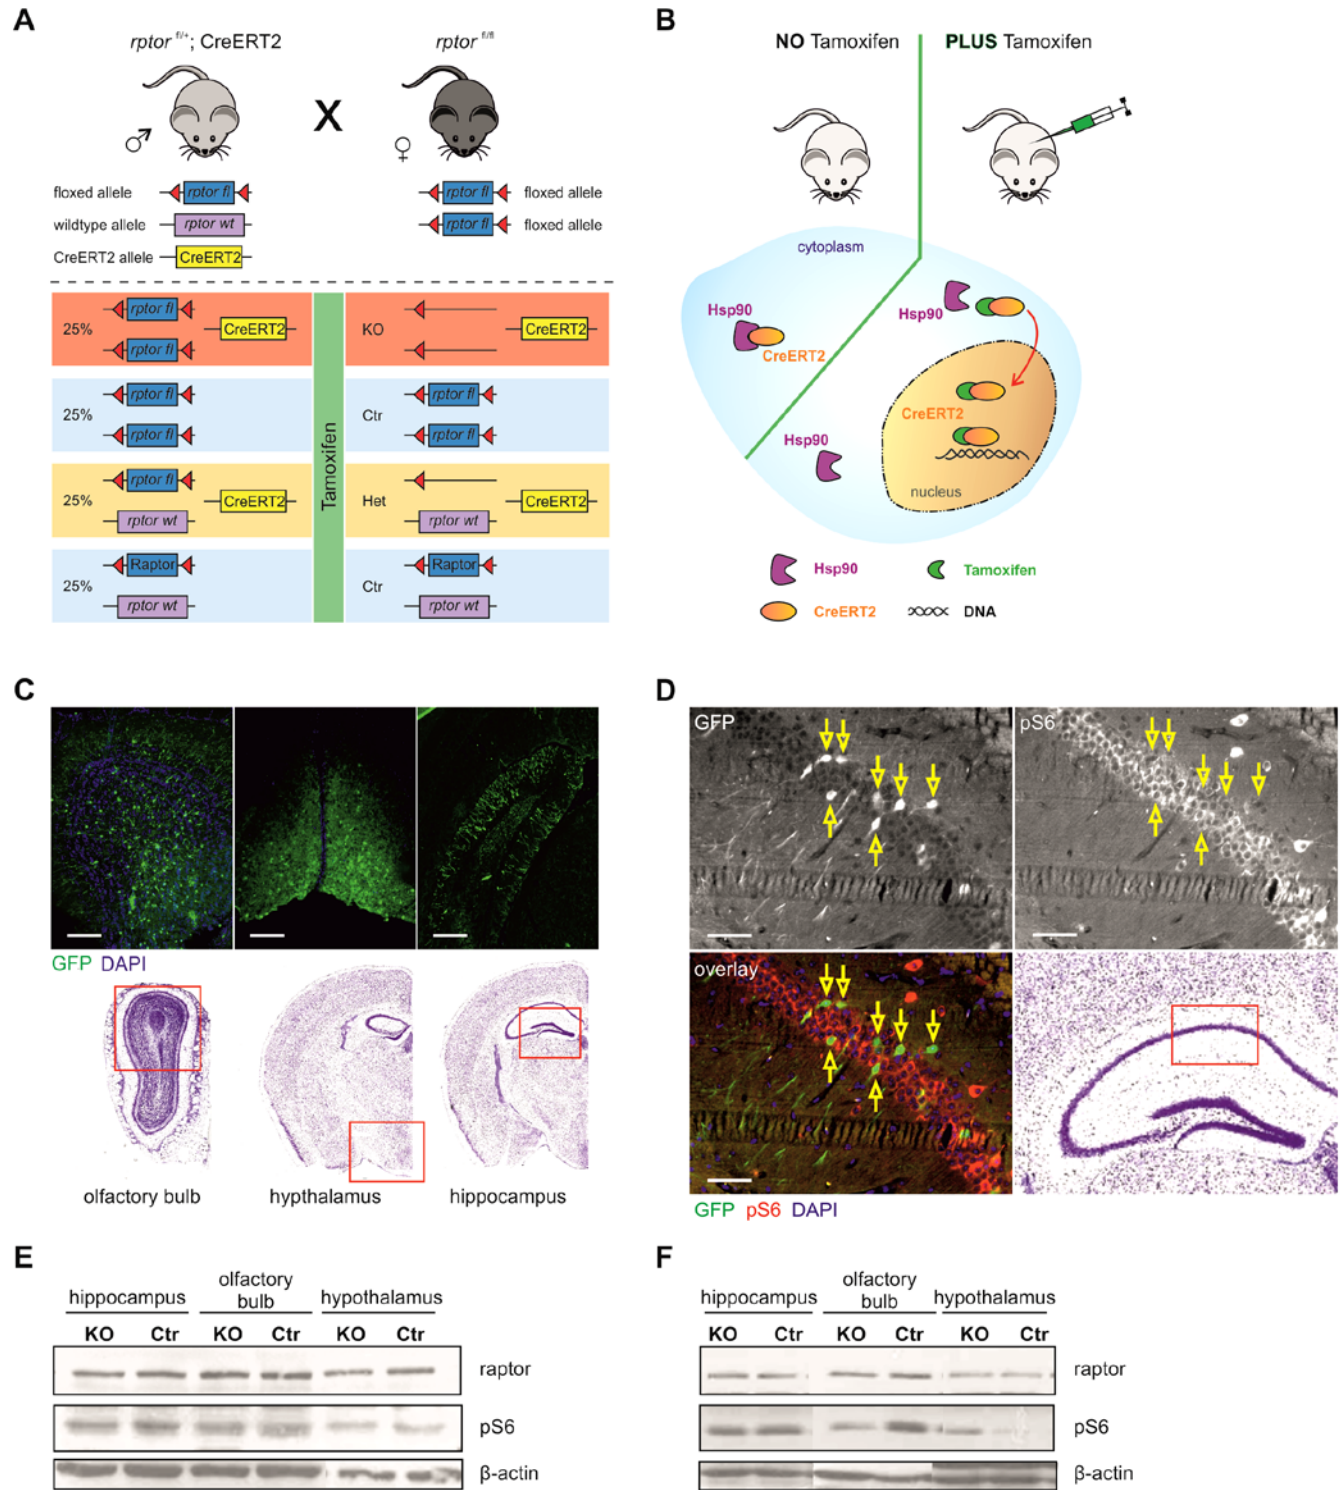 A
rptor fl/+; CreERT2
rptor fl/fl
X
♂
♀
floxed allele
rptor fl
rptor fl
floxed allele
wildtype allele
rptor wt
rptor fl
floxed allele
CreERT2 allele
CreERT2
25%
rptor fl
rptor fl
CreERT2
KO
CreERT2
25%
rptor fl
rptor fl
Ctr
rptor fl
rptor fl
25%
rptor fl
CreERT2
rptor wt
Het
CreERT2
rptor wt
25%
Raptor
rptor wt
Ctr
Raptor
rptor wt
Tamoxifen
B
NO Tamoxifen
PLUS Tamoxifen
cytoplasm
Hsp90
CreERT2
Hsp90
CreERT2
Hsp90
nucleus
Hsp90
Tamoxifen
CreERT2
DNA
C
GFP DAPI
olfactory bulb
hypthalamus
hippocampus
D
GFP
pS6
overlay
GFP pS6 DAPI
E
hippocampus
olfactory
bulb
hypothalamus
KO Ctr KO Ctr KO Ctr
raptor
pS6
β-actin
F
hippocampus
olfactory
bulb
hypothalamus
KO Ctr KO Ctr KO Ctr
raptor
pS6
β-actin